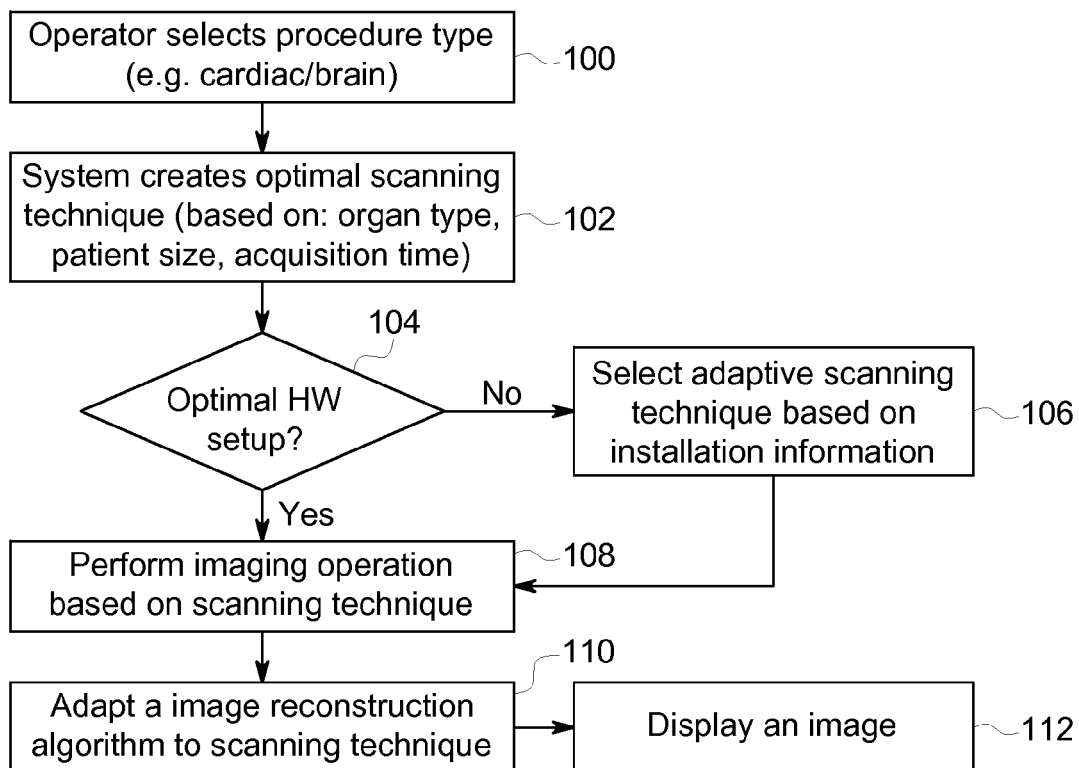 Operator selects procedure type
(e.g. cardiac/brain)
100
System creates optimal scanning
technique (based on: organ type,
patient size, acquisition time)
102
104
Optimal HW
setup?
No
Select adaptive scanning
technique based on
installation information
106
Yes
Perform imaging operation
based on scanning technique
108
Adapt a image reconstruction
algorithm to scanning technique
110
Display an image
112